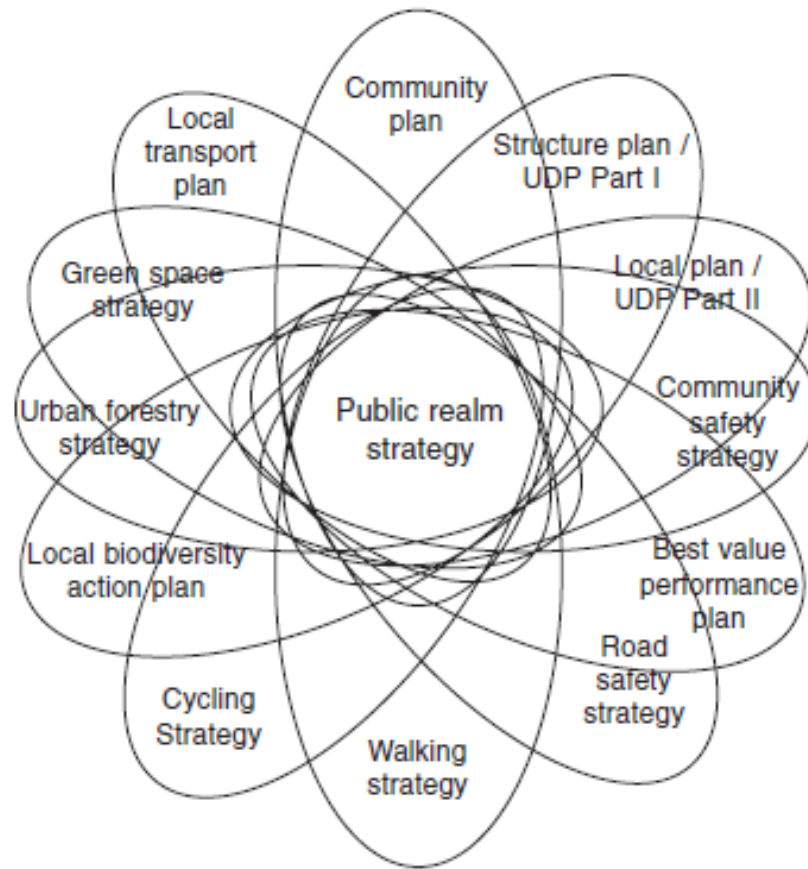 Community
plan
Structure plan /
UDP Part I
Local plan /
UDP Part II
Community
safety
strategy
Best value
performance
plan
Road
safety
strategy
Walking
strategy
Cycling
Strategy
Local biodiversity
action plan
Urban forestry
strategy
Green space
strategy
Local
transport
plan
Public realm
strategy